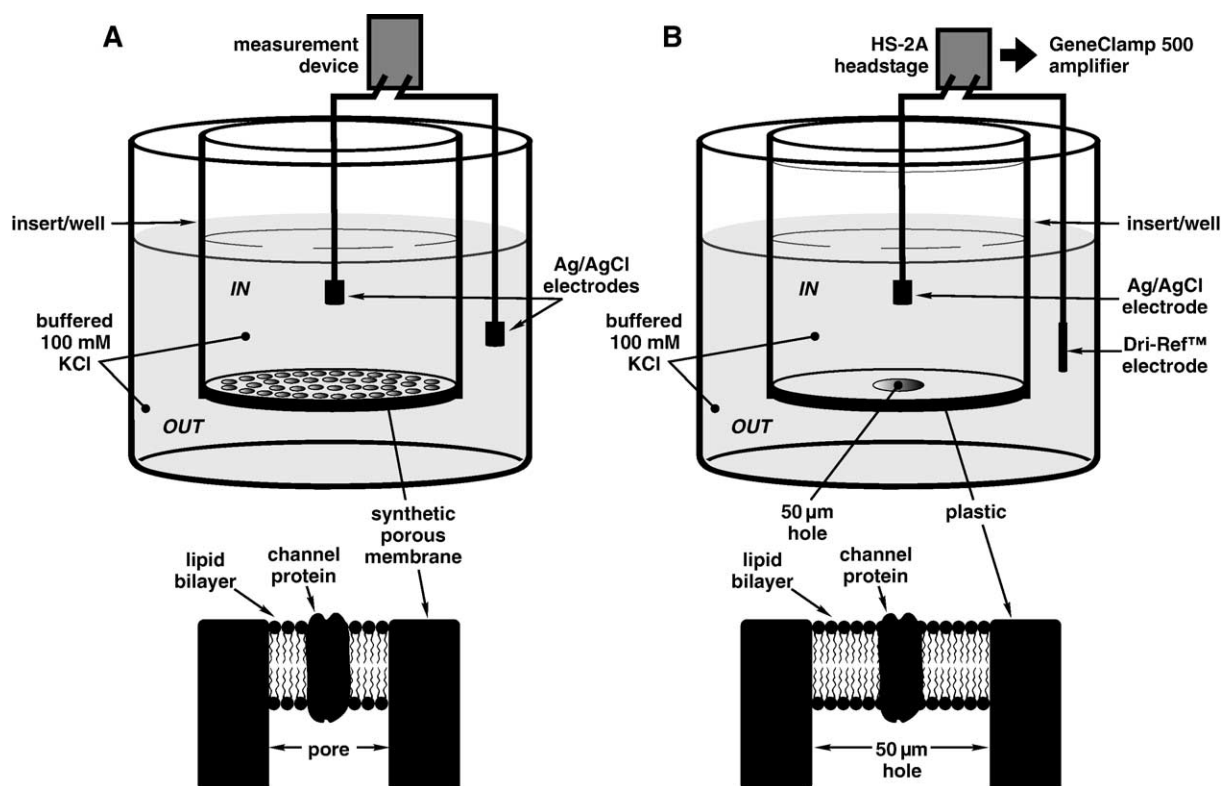 A
measurement
device
insert/well
IN
Ag/AgCl
electrodes
buffered
100 mM
KCl
OUT
synthetic
porous
membrane
lipid
bilayer
channel
protein
pore
B
HS-2A
headstage
GeneClamp 500
amplifier
insert/well
IN
Ag/AgCl
electrode
buffered
100 mM
KCl
Dri-Ref™
electrode
OUT
50 µm
hole
plastic
lipid
bilayer
channel
protein
50 µm
hole